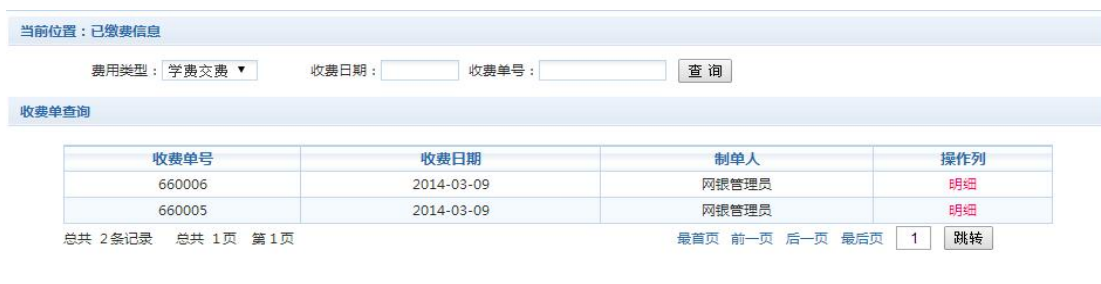 当前位置：已缴费信息
费用类型：学费交费 收费日期： 收费单号： 查 询
收费单查询
收费单号 收费日期 制单人 操作列
660006 2014-03-09 网银管理员 明细
660005 2014-03-09 网银管理员 明细
总共 2条记录 总共 1页 第1页 最首页 前一页 后一页 最后页 1 跳转